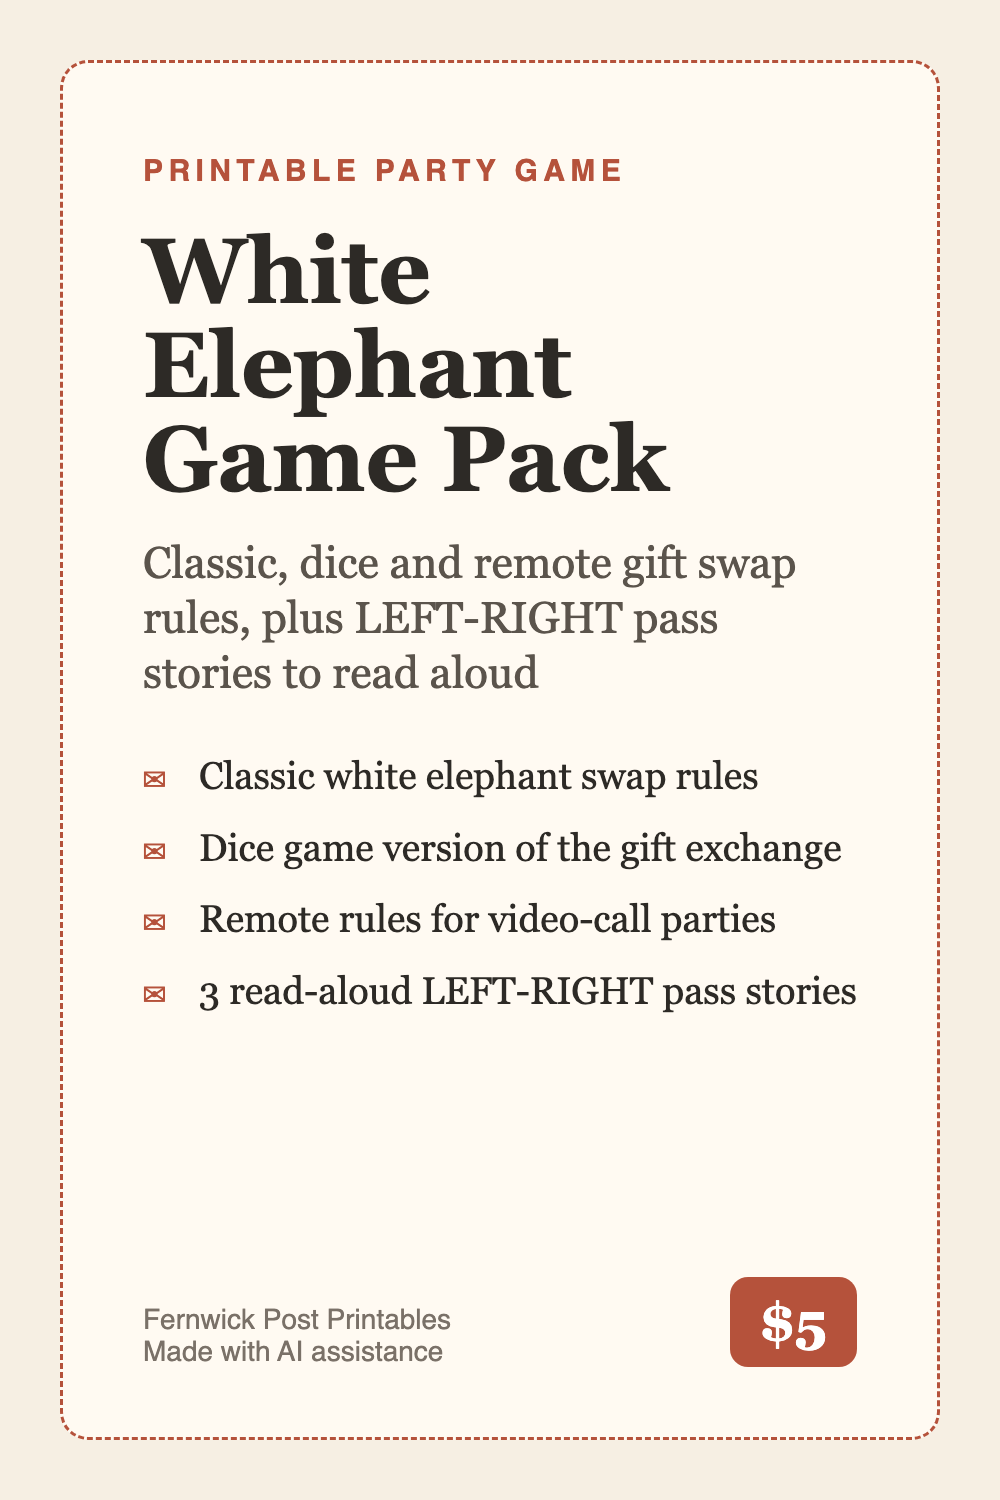 PRINTABLE PARTY GAME
White
Elephant
Game Pack
Classic, dice and remote gift swap
rules, plus LEFT-RIGHT pass
stories to read aloud
✉ Classic white elephant swap rules
✉ Dice game version of the gift exchange
✉ Remote rules for video-call parties
✉ 3 read-aloud LEFT-RIGHT pass stories
Fernwick Post Printables
Made with AI assistance
$5